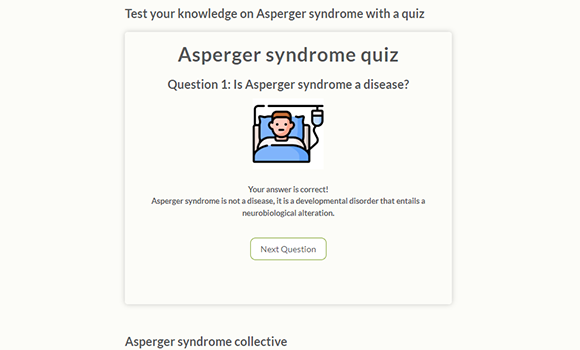 Test your knowledge on Asperger syndrome with a quiz
Asperger syndrome quiz
Question 1: Is Asperger syndrome a disease?
Your answer is correct!
Asperger syndrome is not a disease, it is a developmental disorder that entails a
neurobiological alteration.
Next Question
Asperger syndrome collective